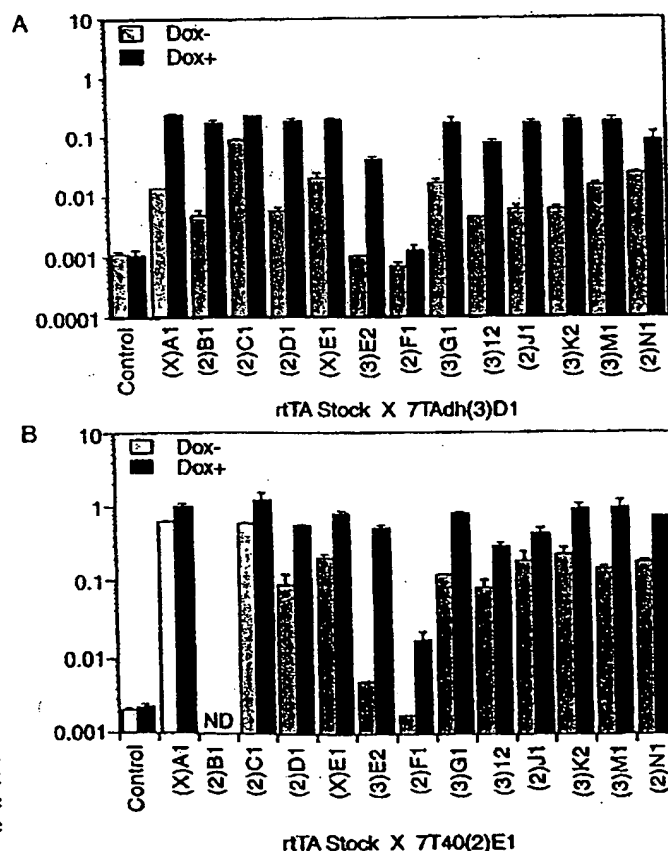 A
Dox-
Dox+
10
1
0.1
0.01
0.001
0.0001
Control
(X)A1
(2)B1
(2)C1
(2)D1
(X)E1
(3)E2
(2)F1
(3)G1
(3)12
(2)J1
(3)K2
(3)M1
(2)N1
rtTA Stock X 7TAdh(3)D1
B
Dox-
Dox+
10
1
0.1
0.01
0.001
ND
Control
(X)A1
(2)B1
(2)C1
(2)D1
(X)E1
(3)E2
(2)F1
(3)G1
(3)12
(2)J1
(3)K2
(3)M1
(2)N1
rtTA Stock X 7T40(2)E1